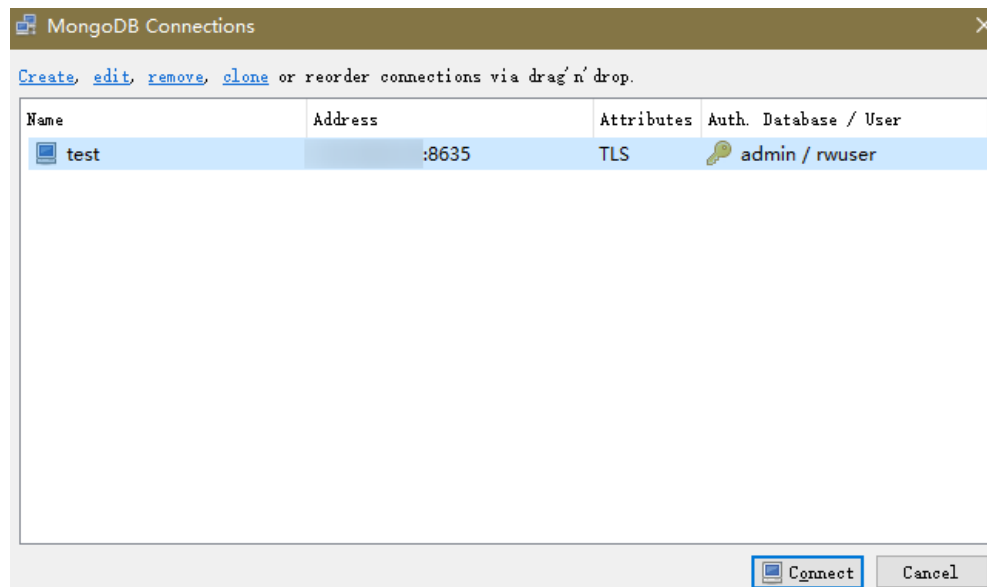 MongoDB Connections
Create, edit, remove, clone or reorder connections via drag'n'drop.
Name Address Attributes Auth. Database / User
test :8635 TLS admin / rwuser
Connect Cancel